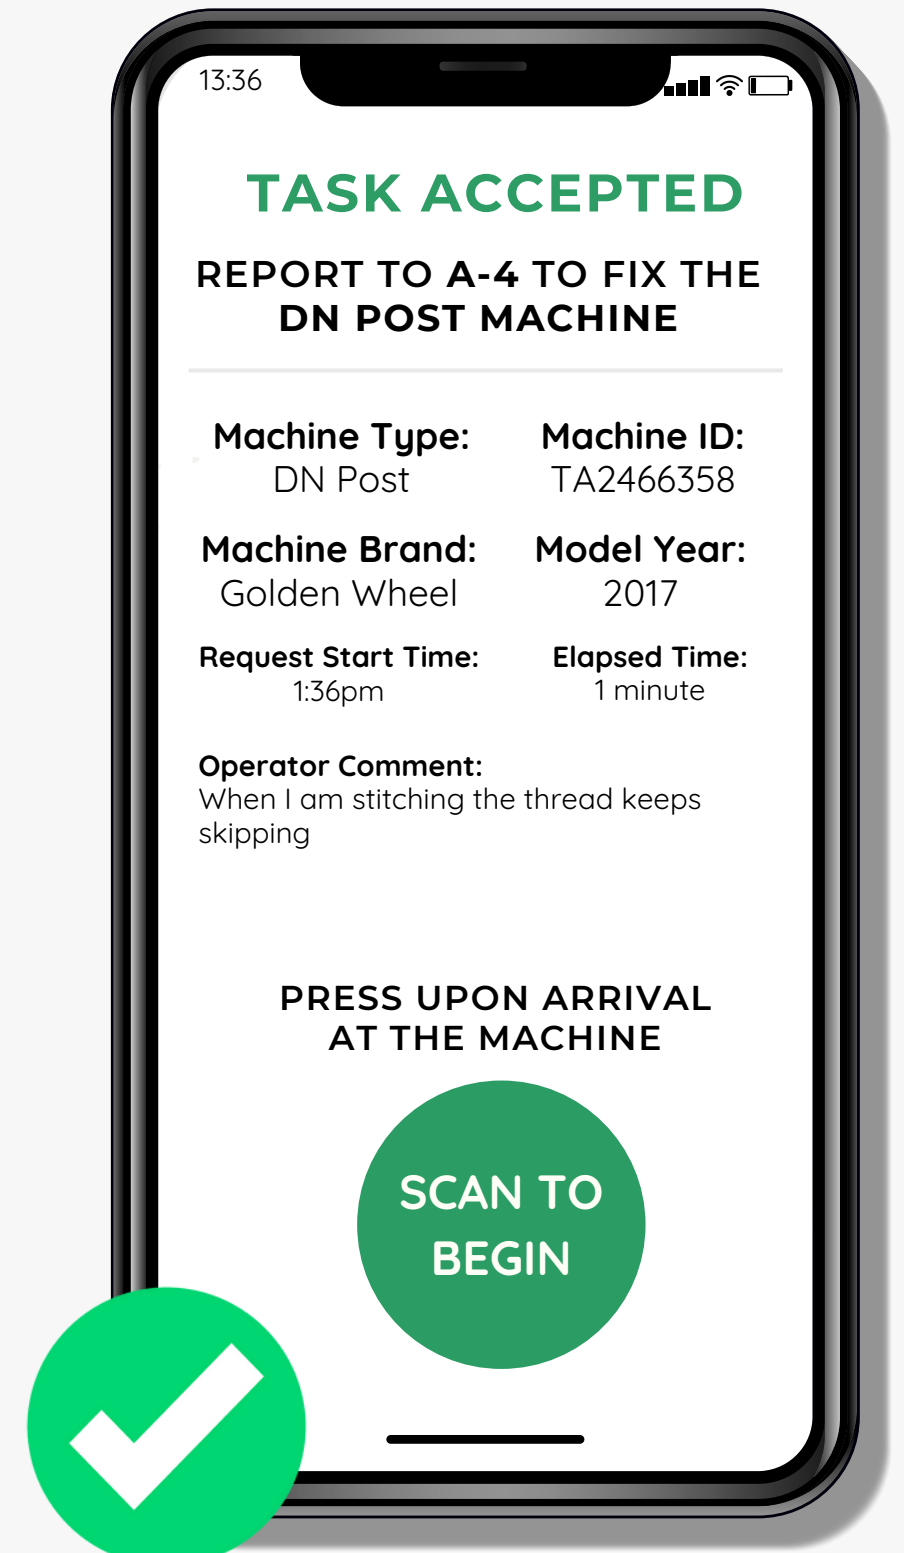 13:36
TASK ACCEPTED
REPORT TO A-4 TO FIX THE
DN POST MACHINE
Machine Type:
DN Post
Machine ID:
TA2466358
Machine Brand:
Golden Wheel
Model Year:
2017
Request Start Time:
1:36pm
Elapsed Time:
1 minute
Operator Comment:
When I am stitching the thread keeps
skipping
PRESS UPON ARRIVAL
AT THE MACHINE
SCAN TO
BEGIN